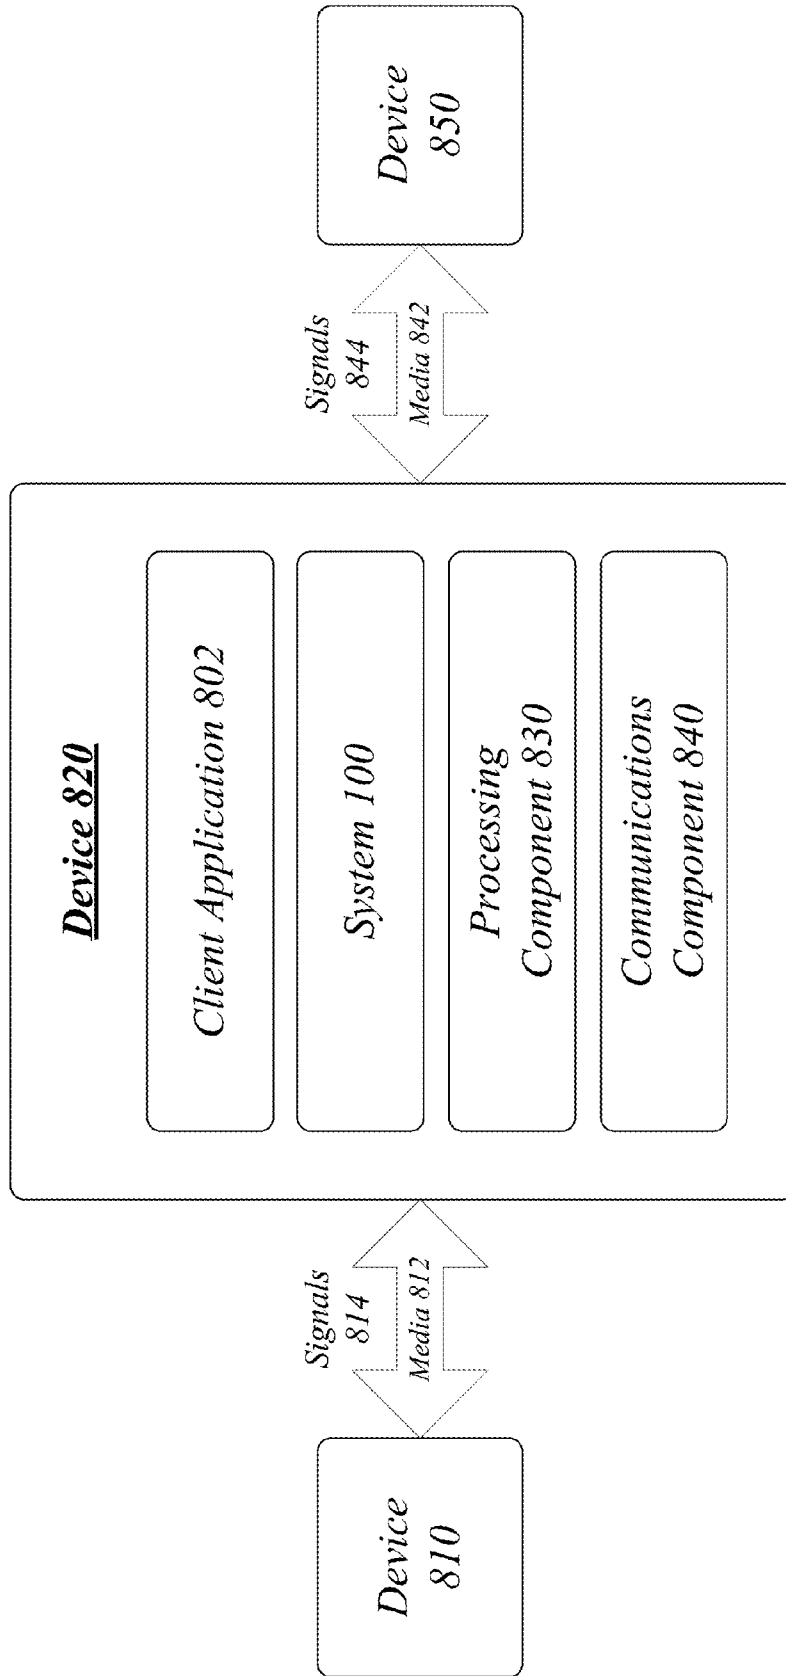 Device 820
Client Application 802
System 100
Processing
Component 830
Communications
Component 840
Device
810
Signals
814
Media 812
Signals
844
Media 842
Device
850